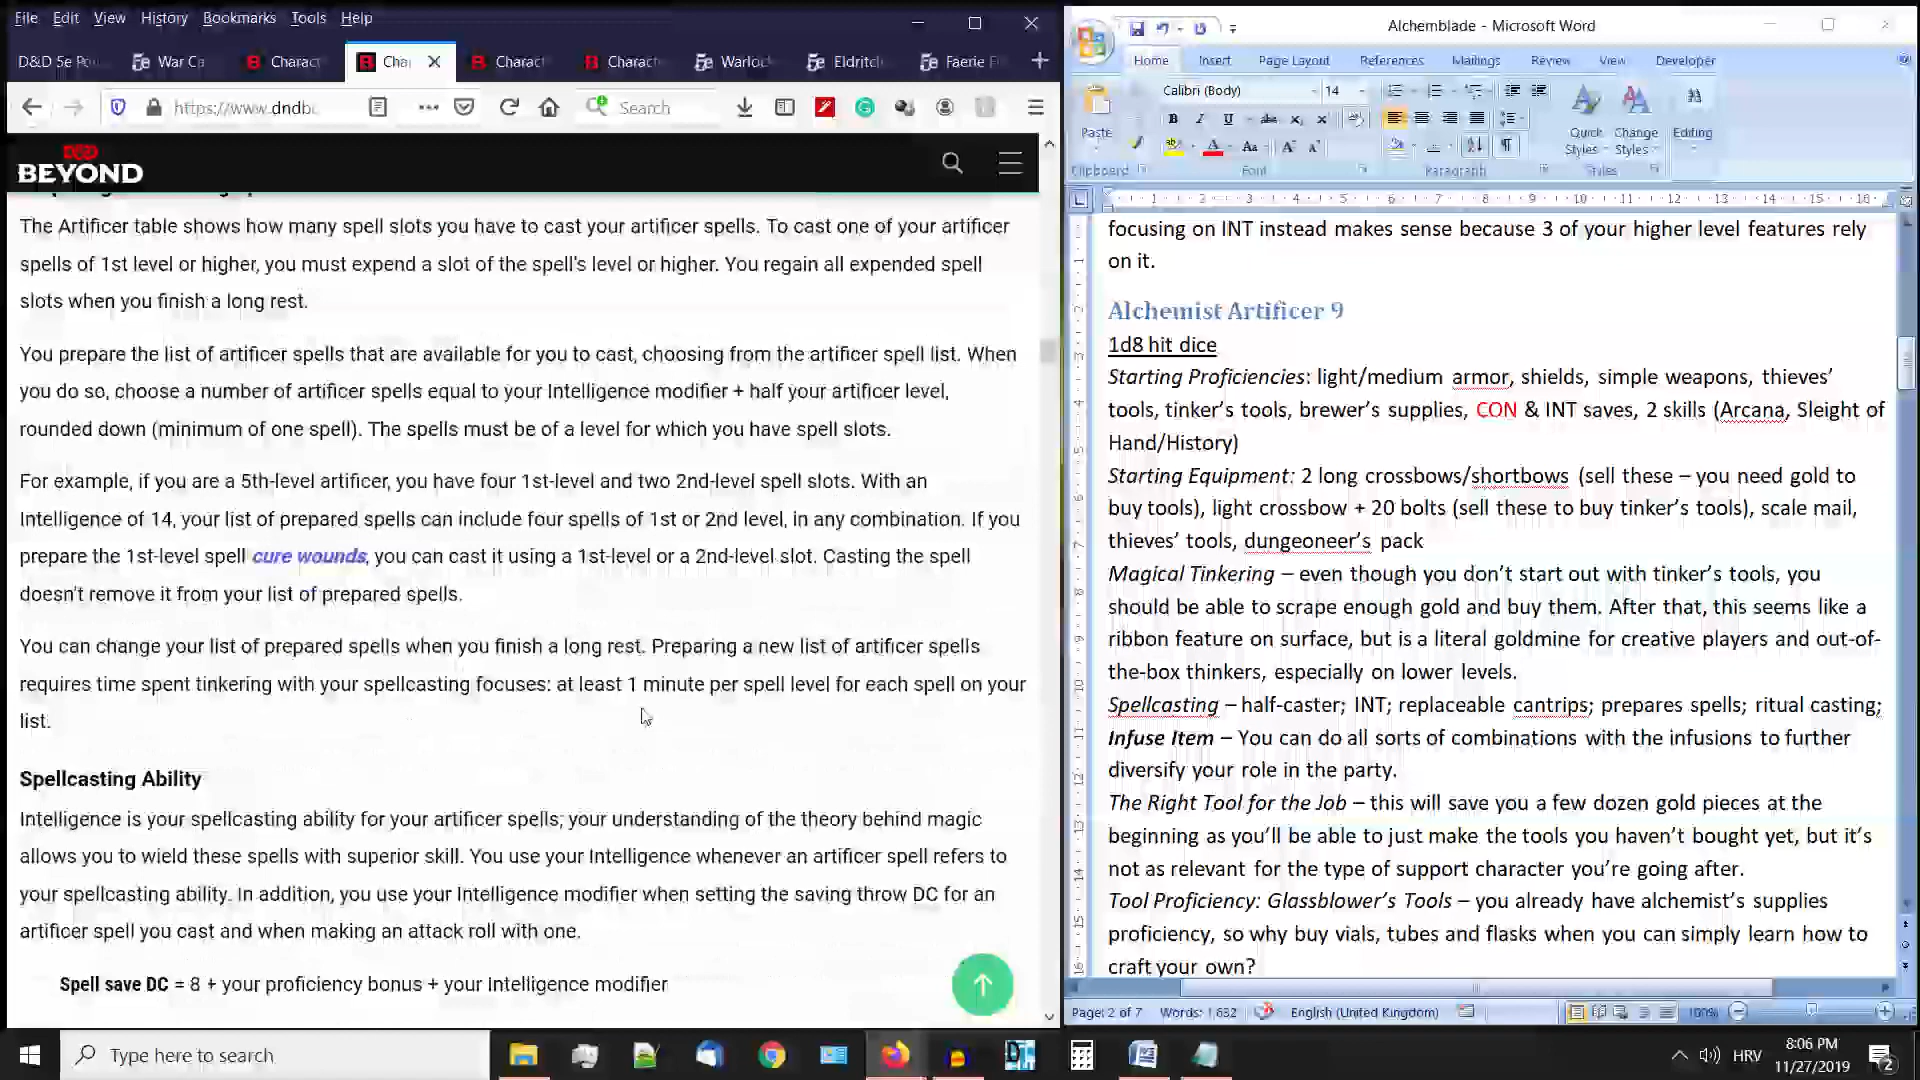 File Edit View History Bookmarks Tools Help
D&D 5e Po War Ca Charact Cha Charact Charact Warloc Eldritch Faerie F
https://www.dndb
Search
D&D
BEYOND
The Artificer table shows how many spell slots you have to cast your artificer spells. To cast one of your artificer
spells of 1st level or higher, you must expend a slot of the spell's level or higher. You regain all expended spell
slots when you finish a long rest.
You prepare the list of artificer spells that are available for you to cast, choosing from the artificer spell list. When
you do so, choose a number of artificer spells equal to your Intelligence modifier + half your artificer level,
rounded down (minimum of one spell). The spells must be of a level for which you have spell slots.
For example, if you are a 5th-level artificer, you have four 1st-level and two 2nd-level spell slots. With an
Intelligence of 14, your list of prepared spells can include four spells of 1st or 2nd level, in any combination. If you
prepare the 1st-level spell cure wounds, you can cast it using a 1st-level or a 2nd-level slot. Casting the spell
doesn't remove it from your list of prepared spells.
You can change your list of prepared spells when you finish a long rest. Preparing a new list of artificer spells
requires time spent tinkering with your spellcasting focuses: at least 1 minute per spell level for each spell on your
list.
Spellcasting Ability
Intelligence is your spellcasting ability for your artificer spells; your understanding of the theory behind magic
allows you to wield these spells with superior skill. You use your Intelligence whenever an artificer spell refers to
your spellcasting ability. In addition, you use your Intelligence modifier when setting the saving throw DC for an
artificer spell you cast and when making an attack roll with one.
Spell save DC = 8 + your proficiency bonus + your Intelligence modifier
Alchemblade - Microsoft Word
Home Insert Page Layout References Mailings Review View Developer
Calibri (Body) 14
Paste
Quick Styles
Change Styles
Editing
Clipboard Font Paragraph Styles
1 2 3 4 5 6 7 8 9 10 11 12 13 14 15 16
focusing on INT instead makes sense because 3 of your higher level features rely
on it.
Alchemist Artificer 9
1d8 hit dice
Starting Proficiencies: light/medium armor, shields, simple weapons, thieves'
tools, tinker's tools, brewer's supplies, CON & INT saves, 2 skills (Arcana, Sleight of
Hand/History)
Starting Equipment: 2 long crossbows/shortbows (sell these – you need gold to
buy tools), light crossbow + 20 bolts (sell these to buy tinker's tools), scale mail,
thieves' tools, dungeoneer's pack
Magical Tinkering – even though you don't start out with tinker's tools, you
should be able to scrape enough gold and buy them. After that, this seems like a
ribbon feature on surface, but is a literal goldmine for creative players and out-of-
the-box thinkers, especially on lower levels.
Spellcasting – half-caster; INT; replaceable cantrips; prepares spells; ritual casting;
Infuse Item – You can do all sorts of combinations with the infusions to further
diversify your role in the party.
The Right Tool for the Job – this will save you a few dozen gold pieces at the
beginning as you'll be able to just make the tools you haven't bought yet, but it's
not as relevant for the type of support character you're going after.
Tool Proficiency: Glassblower's Tools – you already have alchemist's supplies
proficiency, so why buy vials, tubes and flasks when you can simply learn how to
craft your own?
Page: 2 of 7 Words: 1,632 English (United Kingdom) 100%
Type here to search
HRV
8:06 PM
11/27/2019
2